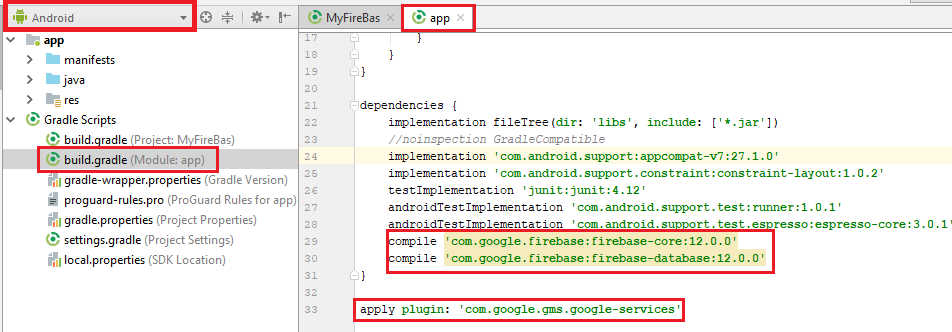 Android
app
manifests
java
res
Gradle Scripts
build.gradle (Project: MyFireBas)
build.gradle (Module: app)
gradle-wrapper.properties (Gradle Version)
proguard-rules.pro (ProGuard Rules for app)
gradle.properties (Project Properties)
settings.gradle (Project Settings)
local.properties (SDK Location)
MyFireBas × app ×
17 }
18 }
19 }
20
21 dependencies {
22 implementation fileTree(dir: 'libs', include: ['*.jar'])
23 //noinspection GradleCompatible
24 implementation 'com.android.support:appcompat-v7:27.1.0'
25 implementation 'com.android.support.constraint:constraint-layout:1.0.2'
26 testImplementation 'junit:junit:4.12'
27 androidTestImplementation 'com.android.support.test:runner:1.0.1'
28 androidTestImplementation 'com.android.support.test.espresso:espresso-core:3.0.1'
29 compile 'com.google.firebase:firebase-core:12.0.0'
30 compile 'com.google.firebase:firebase-database:12.0.0'
31 }
32
33 apply plugin: 'com.google.gms.google-services'